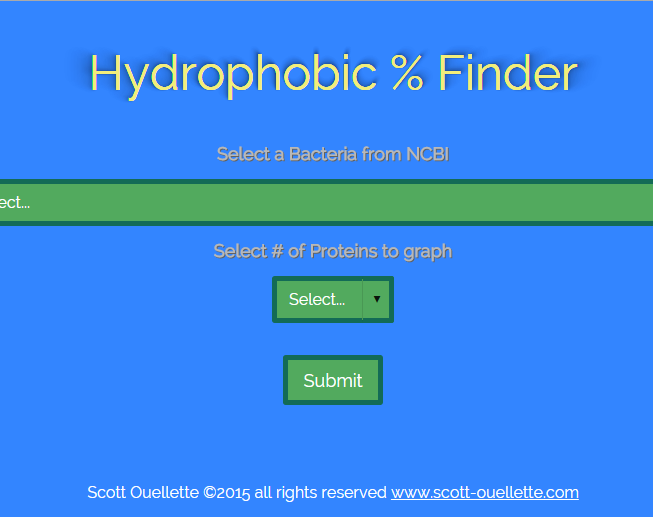 Hydrophobic % Finder
Select a Bacteria from NCBI
ect...
Select # of Proteins to graph
Select...
Submit
Scott Ouellette ©2015 all rights reserved www.scott-ouellette.com